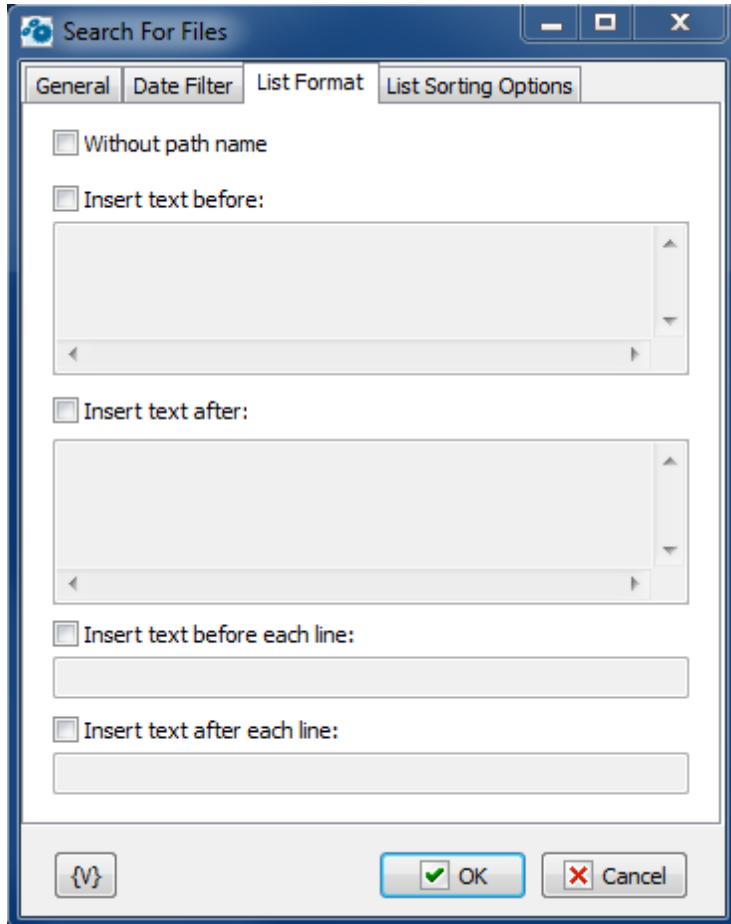 Search For Files
General Date Filter List Format List Sorting Options
Without path name
Insert text before:
Insert text after:
Insert text before each line:
Insert text after each line:
{V} OK Cancel